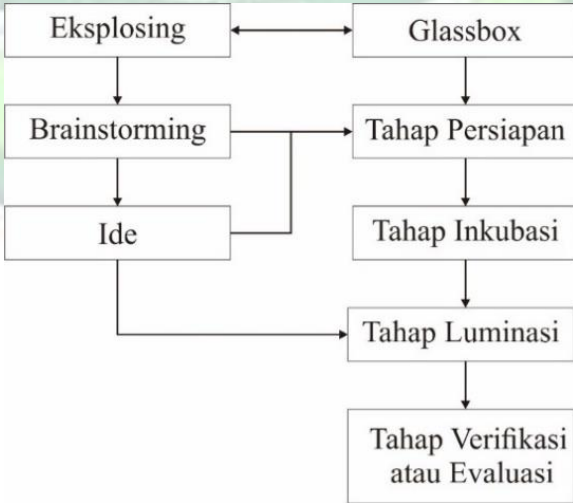 Eksplosing
Glassbox
Brainstorming
Tahap Persiapan
Ide
Tahap Inkubasi
Tahap Luminasi
Tahap Verifikasi
atau Evaluasi